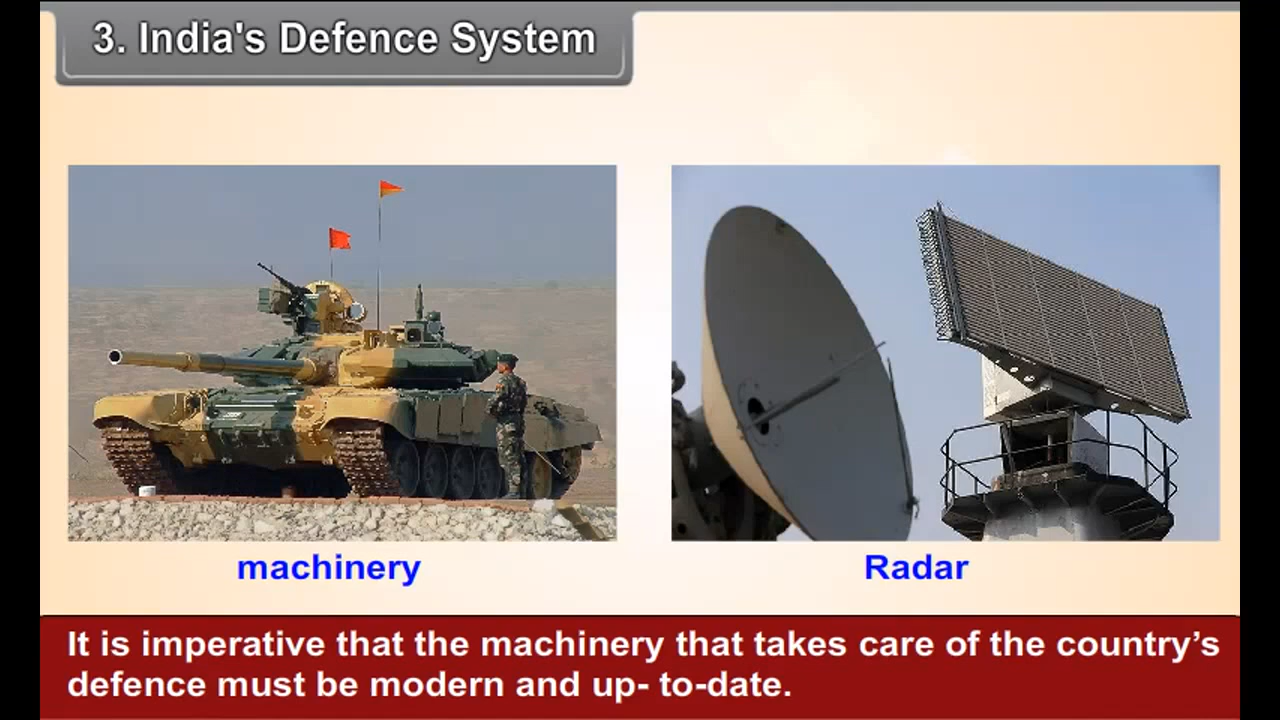 3. India's Defence System
machinery
Radar
It is imperative that the machinery that takes care of the country’s
defence must be modern and up- to-date.